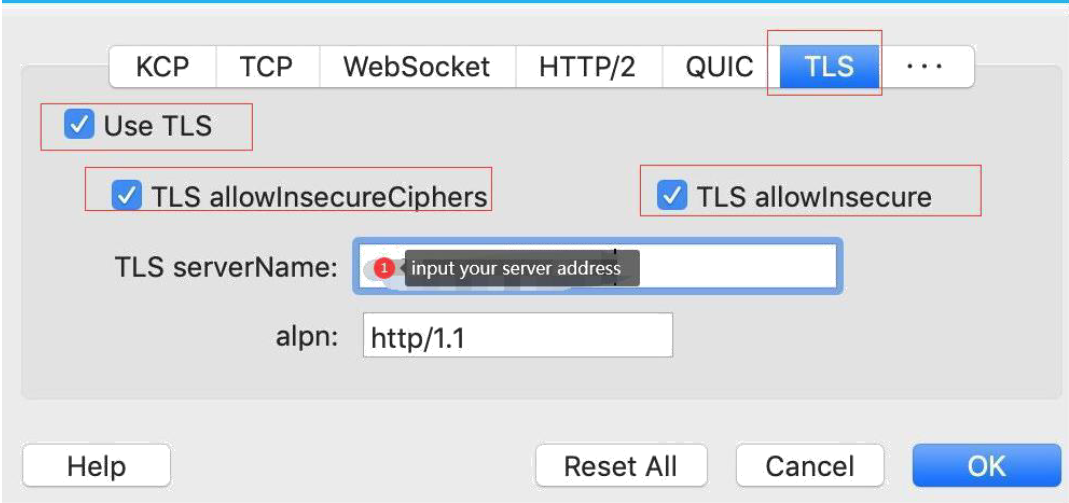 KCP TCP WebSocket HTTP/2 QUIC TLS ...
Use TLS
TLS allowInsecureCiphers TLS allowInsecure
TLS serverName: 1 input your server address
alpn: http/1.1
Help Reset All Cancel OK